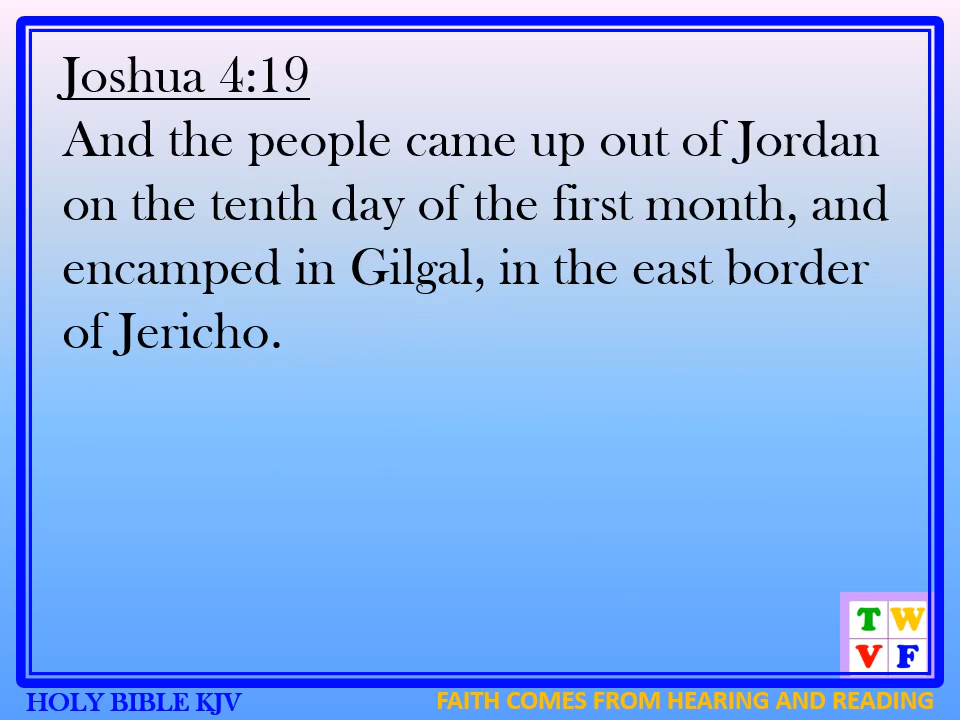 Joshua 4:19
And the people came up out of Jordan
on the tenth day of the first month, and
encamped in Gilgal, in the east border
of Jericho.
T W
V F
HOLY BIBLE KJV
FAITH COMES FROM HEARING AND READING